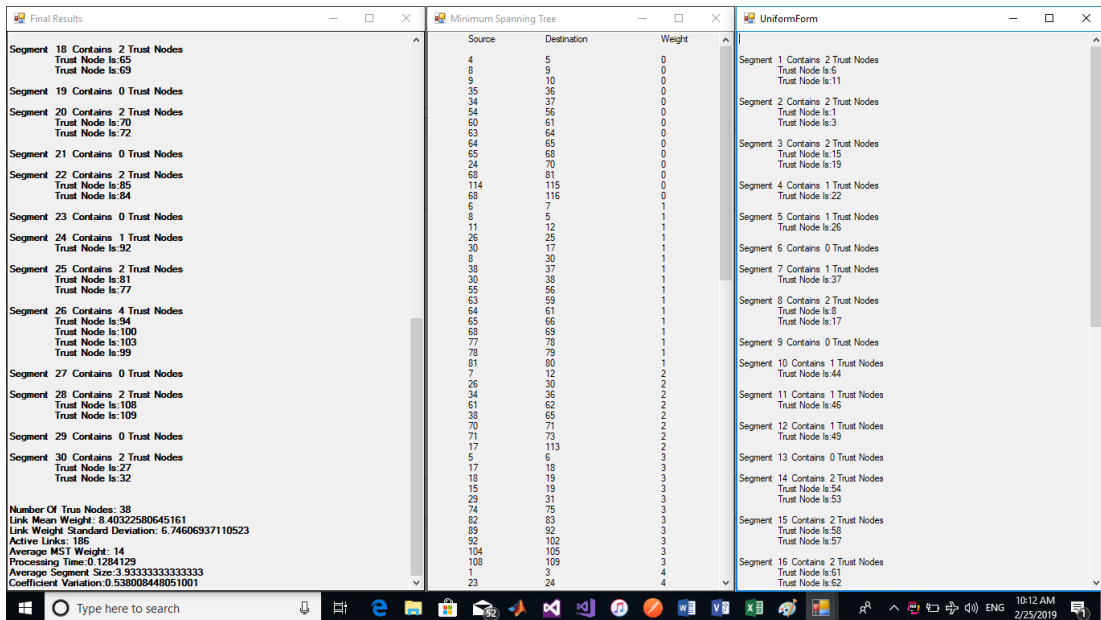 Final Results
Segment 18 Contains 2 Trust Nodes
Trust Node Is:65
Trust Node Is:69
Segment 19 Contains 0 Trust Nodes
Segment 20 Contains 2 Trust Nodes
Trust Node Is:70
Trust Node Is:72
Segment 21 Contains 0 Trust Nodes
Segment 22 Contains 2 Trust Nodes
Trust Node Is:85
Trust Node Is:84
Segment 23 Contains 0 Trust Nodes
Segment 24 Contains 1 Trust Nodes
Trust Node Is:92
Segment 25 Contains 2 Trust Nodes
Trust Node Is:81
Trust Node Is:77
Segment 26 Contains 4 Trust Nodes
Trust Node Is:94
Trust Node Is:100
Trust Node Is:103
Trust Node Is:99
Segment 27 Contains 0 Trust Nodes
Segment 28 Contains 2 Trust Nodes
Trust Node Is:108
Trust Node Is:109
Segment 29 Contains 0 Trust Nodes
Segment 30 Contains 2 Trust Nodes
Trust Node Is:27
Trust Node Is:32
Number Of Trus Nodes: 38
Link Mean Weight: 8.40322580645161
Link Weight Standard Deviation: 6.74606937110523
Active Links: 186
Average MST Weight: 14
Processing Time:0.1284129
Average Segment Size:3.93333333333333
Coefficient Variation:0.538008448051001
Minimum Spanning Tree
Source Destination Weight
4 5 0
8 9 0
9 10 0
35 36 0
34 37 0
54 56 0
60 61 0
63 64 0
64 65 0
65 68 0
24 70 0
68 81 0
114 115 0
68 116 0
6 7 1
8 5 1
11 12 1
26 25 1
30 17 1
8 30 1
38 37 1
30 38 1
55 56 1
63 59 1
64 61 1
65 66 1
68 69 1
77 78 1
78 79 1
81 80 1
7 12 2
26 30 2
34 36 2
61 62 2
38 65 2
70 71 2
71 73 2
17 113 2
5 6 3
17 18 3
18 19 3
15 19 3
29 31 3
74 75 3
82 83 3
89 92 3
92 102 3
104 105 3
108 109 3
1 3 4
23 24 4
UniformForm
Segment 1 Contains 2 Trust Nodes
Trust Node Is:6
Trust Node Is:11
Segment 2 Contains 2 Trust Nodes
Trust Node Is:1
Trust Node Is:3
Segment 3 Contains 2 Trust Nodes
Trust Node Is:15
Trust Node Is:19
Segment 4 Contains 1 Trust Nodes
Trust Node Is:22
Segment 5 Contains 1 Trust Nodes
Trust Node Is:26
Segment 6 Contains 0 Trust Nodes
Segment 7 Contains 1 Trust Nodes
Trust Node Is:37
Segment 8 Contains 2 Trust Nodes
Trust Node Is:8
Trust Node Is:17
Segment 9 Contains 0 Trust Nodes
Segment 10 Contains 1 Trust Nodes
Trust Node Is:44
Segment 11 Contains 1 Trust Nodes
Trust Node Is:46
Segment 12 Contains 1 Trust Nodes
Trust Node Is:49
Segment 13 Contains 0 Trust Nodes
Segment 14 Contains 2 Trust Nodes
Trust Node Is:54
Trust Node Is:53
Segment 15 Contains 2 Trust Nodes
Trust Node Is:58
Trust Node Is:57
Segment 16 Contains 2 Trust Nodes
Trust Node Is:61
Trust Node Is:62
Type here to search
52
ENG
10:12 AM
2/25/2019
1